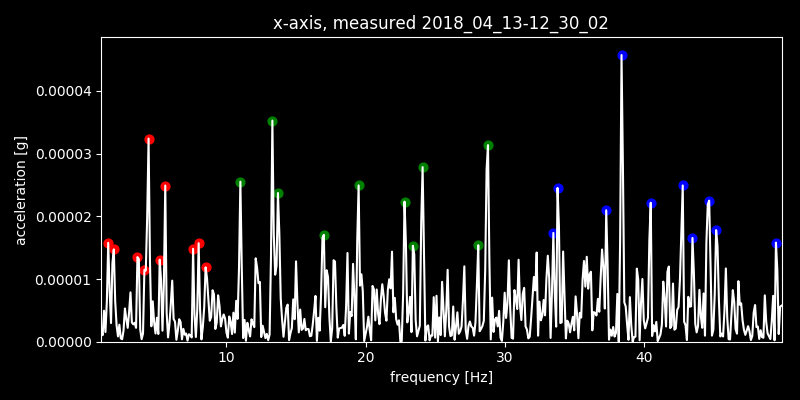 x-axis, measured 2018_04_13-12_30_02
0.00004
0.00003
0.00002
0.00001
0.00000
acceleration [g]
10 20 30 40
frequency [Hz]